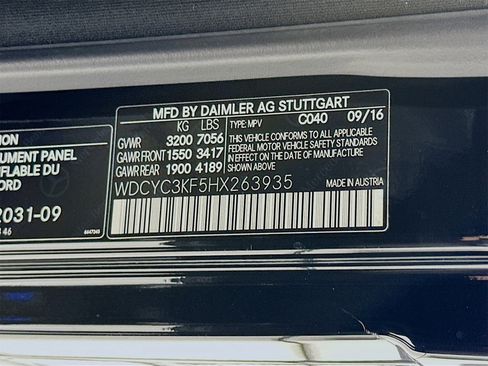 MFD BY DAIMLER AG STUTTGART
KG LBS TYPE: MPV C040 09/16
GVWR 3200 7056 THIS VEHICLE CONFORMS TO ALL APPLICABLE
GAWR FRONT 1550 3417 FEDERAL MOTOR VEHICLE SAFETY STANDARDS
GAWR REAR 1900 4189 IN EFFECT ON THE DATE OF MANUFACTURE SHOWN ABOVE.
WDCYC3KF5HX263935 MADE IN AUSTRIA
ION
UMENT PANEL
EFLABLE DU
ORD
2031-09
46